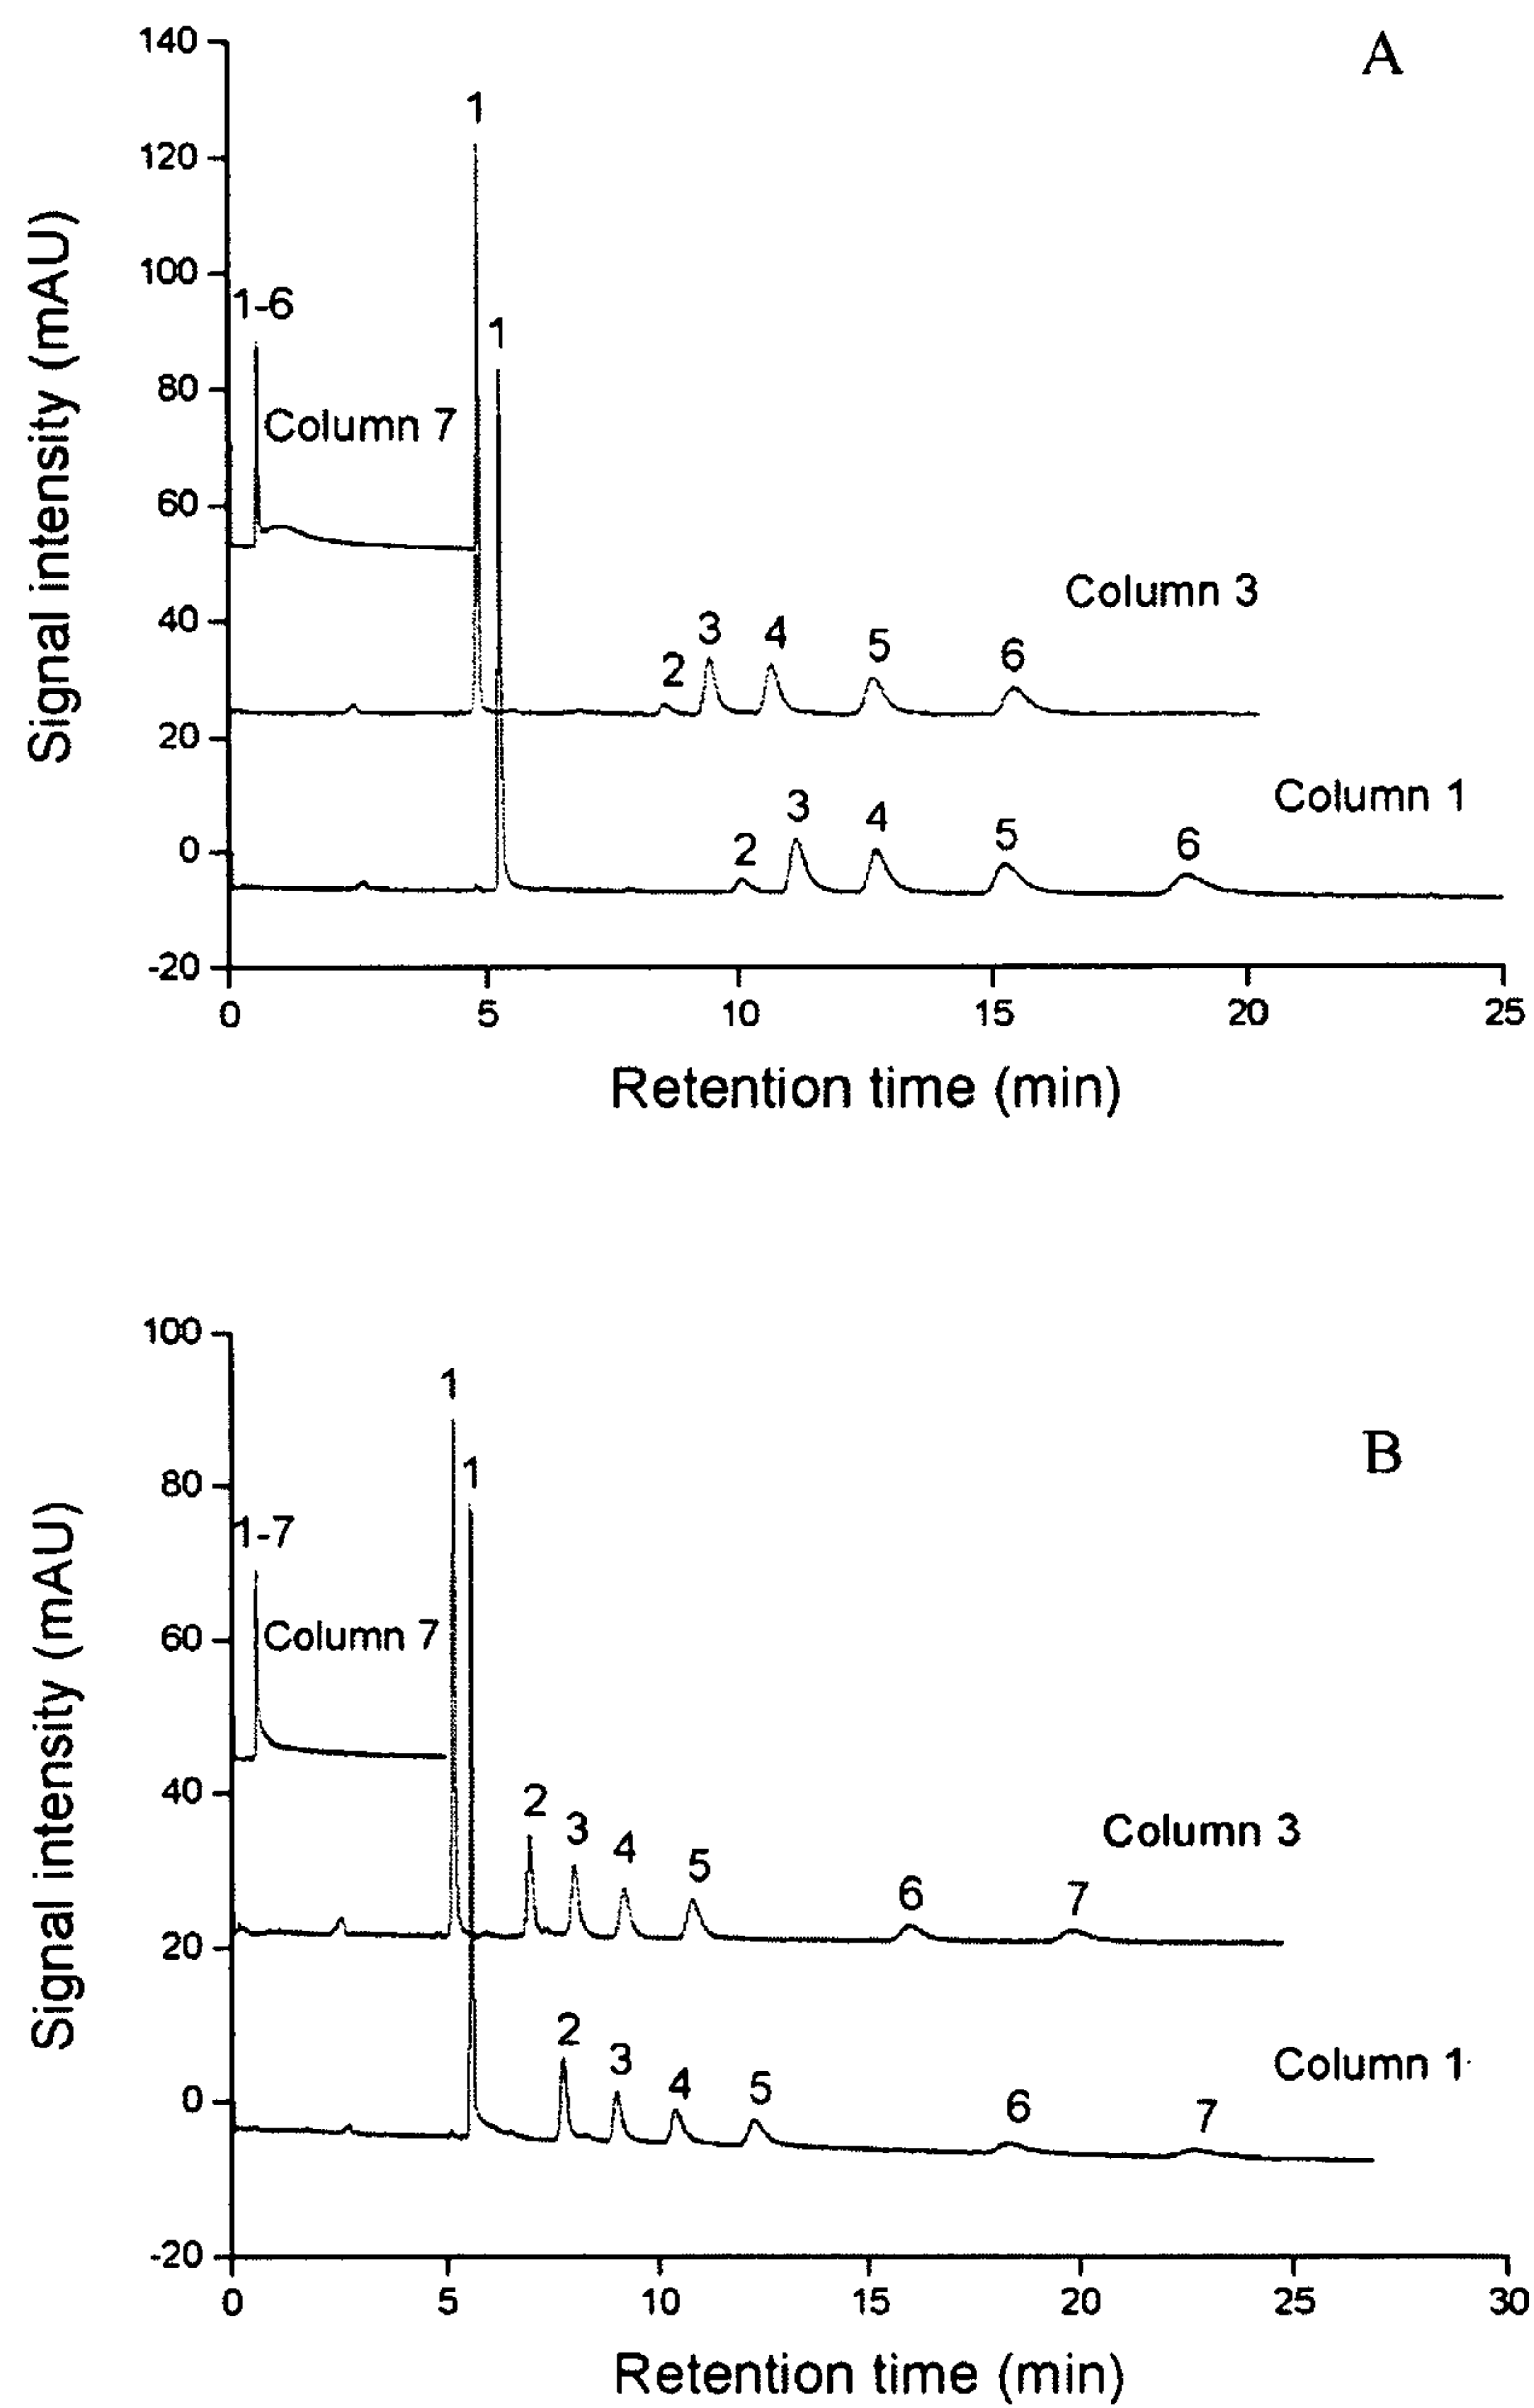 A
140
1
120
100
1-6
1
80
Column 7
60
Signal intensity (mAU)
Column 3
40
3 4 5 6
2
20
Column 1
3 4 5 6
2
0
-20
0 5 10 15 20 25
Retention time (min)
100
1
B
1
80
1-7
60
Column 7
Signal intensity (mAU)
40
2 3 4 5 6 7
Column 3
20
2 3 4 5 6 7
Column 1
0
-20
0 5 10 15 20 25 30
Retention time (min)